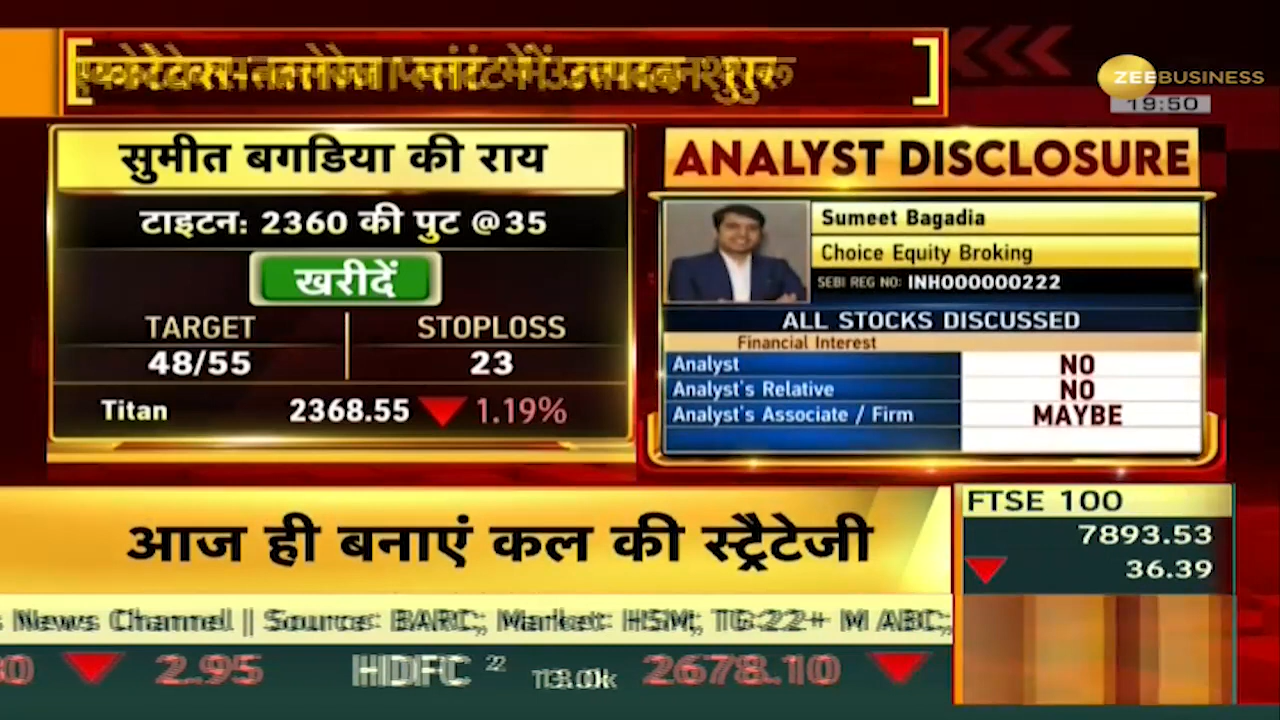 ZEEBUSINESS
19:50
सुमीत बगडिया की राय
टाइटन: 2360 की पुट @35
खरीदें
TARGET
STOPLOSS
48/55
23
Titan 2368.55 1.19%
ANALYST DISCLOSURE
Sumeet Bagadia
Choice Equity Broking
SEBI REG NO: INH000000222
ALL STOCKS DISCUSSED
Financial Interest
Analyst NO
Analyst's Relative NO
Analyst's Associate / Firm MAYBE
आज ही बनाएं कल की स्ट्रैटेजी
FTSE 100
7893.53
36.39
News Channel || Source: BARC; Market: HSM; TG:22+ M ABC;
2.95 HDFC 2678.10